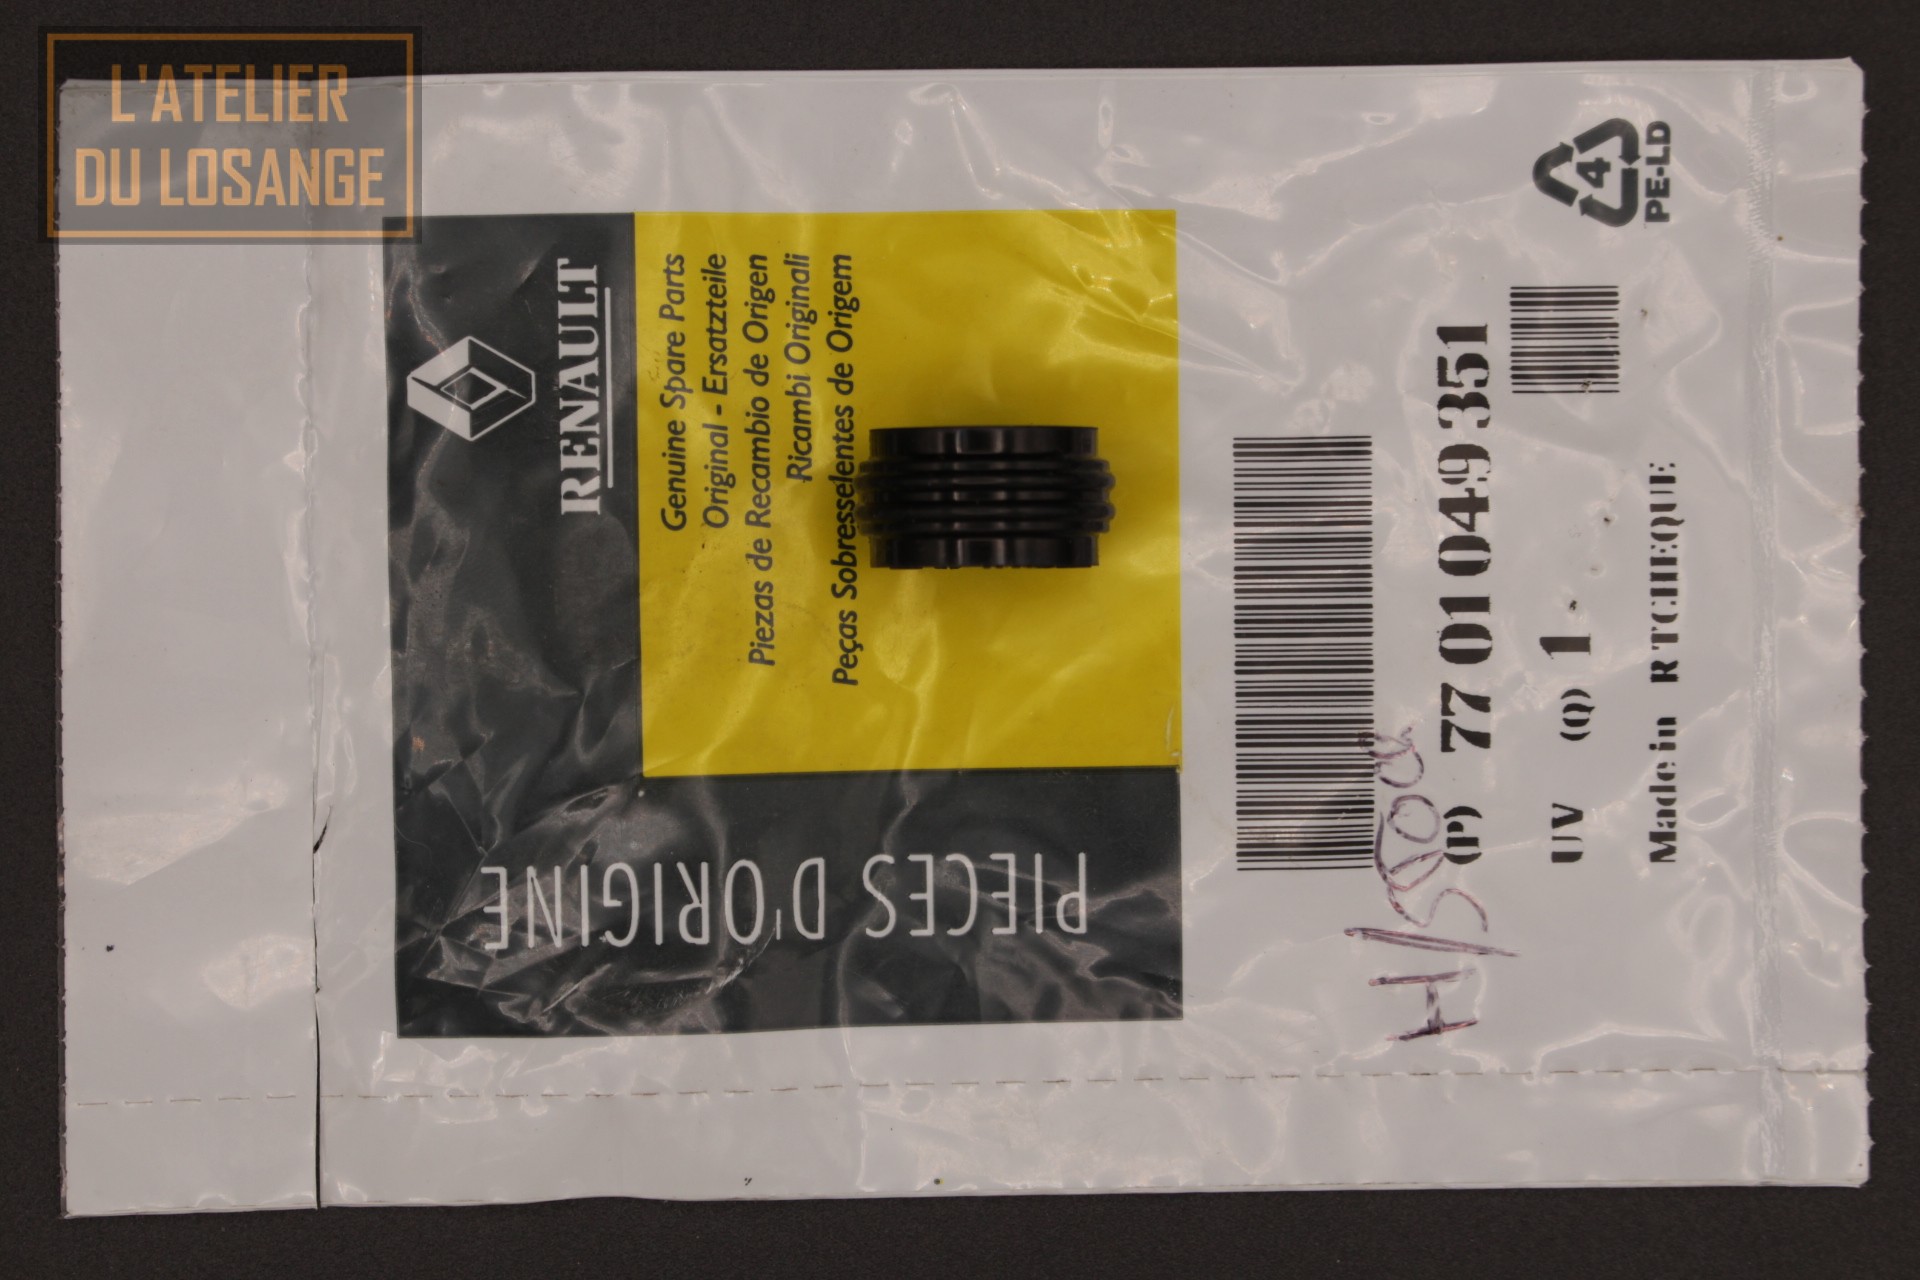 L'ATELIER
DU LOSANGE
RENAULT
Genuine Spare Parts
Original - Ersatzteile
Piezas de Recambio de Origen
Ricambi Originali
Peças Sobresselentes de Origem
PIECES D'ORIGINE
(P) 77 01 049 351
UV (Q) 1
Made in R TCHEQUE
4
PE-LD